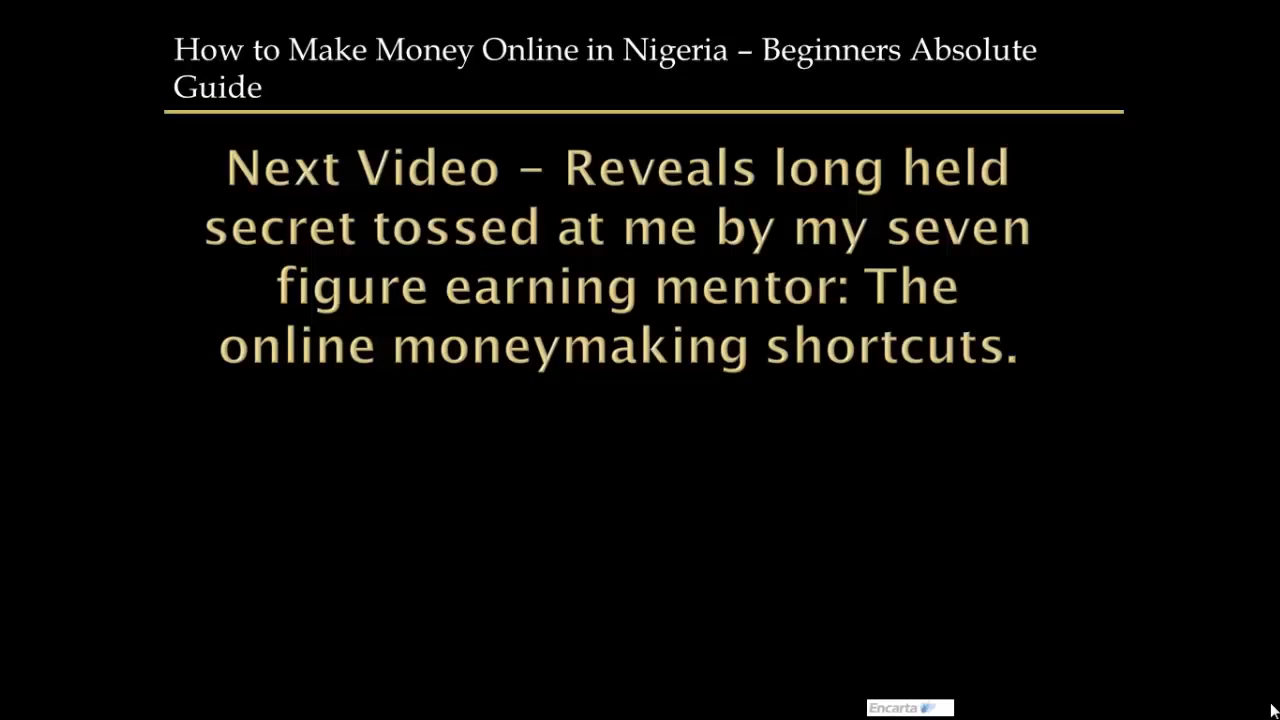 How to Make Money Online in Nigeria – Beginners Absolute
Guide
Next Video – Reveals long held
secret tossed at me by my seven
figure earning mentor: The
online moneymaking shortcuts.
Encarta